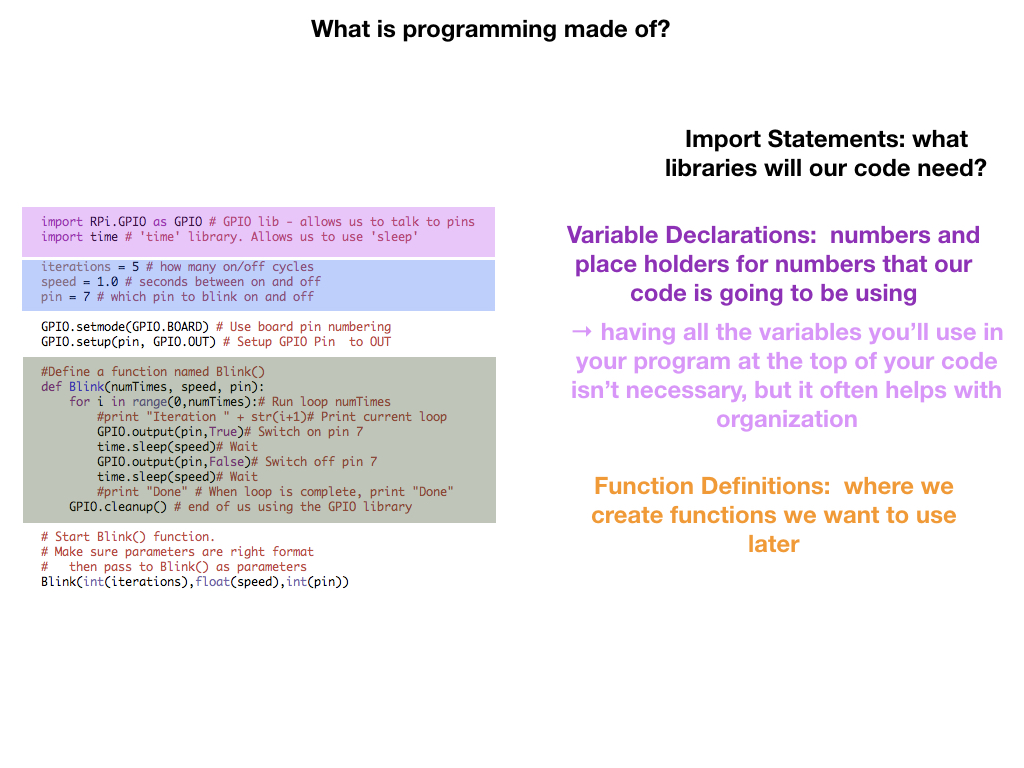 What is programming made of?
Import Statements: what
libraries will our code need?
import RPi.GPIO as GPIO # GPIO lib - allows us to talk to pins
import time # 'time' library. Allows us to use 'sleep'
iterations = 5 # how many on/off cycles
speed = 1.0 # seconds between on and off
pin = 7 # which pin to blink on and off
GPIO.setmode(GPIO.BOARD) # Use board pin numbering
GPIO.setup(pin, GPIO.OUT) # Setup GPIO Pin  to OUT
#Define a function named Blink()
def Blink(numTimes, speed, pin):
    for i in range(0,numTimes):# Run loop numTimes
        #print "Iteration " + str(i+1)# Print current loop
        GPIO.output(pin,True)# Switch on pin 7
        time.sleep(speed)# Wait
        GPIO.output(pin,False)# Switch off pin 7
        time.sleep(speed)# Wait
        #print "Done" # When loop is complete, print "Done"
    GPIO.cleanup() # end of us using the GPIO library
# Start Blink() function.
# Make sure parameters are right format
#   then pass to Blink() as parameters
Blink(int(iterations),float(speed),int(pin))
Variable Declarations:  numbers and
place holders for numbers that our
code is going to be using
→ having all the variables you’ll use in
your program at the top of your code
isn’t necessary, but it often helps with
organization
Function Definitions:  where we
create functions we want to use
later